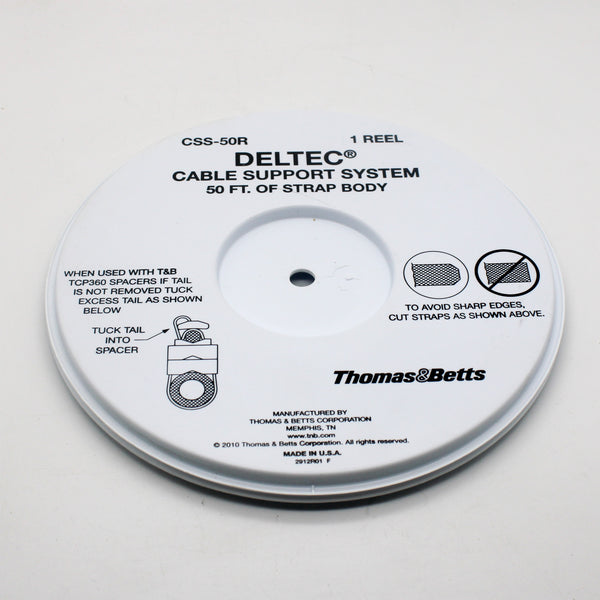 CSS-50R 1 REEL
DELTEC®
CABLE SUPPORT SYSTEM
50 FT. OF STRAP BODY
WHEN USED WITH T&B
TCP360 SPACERS IF TAIL
IS NOT REMOVED TUCK
EXCESS TAIL AS SHOWN
BELOW
TUCK TAIL
INTO
SPACER
TO AVOID SHARP EDGES,
CUT STRAPS AS SHOWN ABOVE.
Thomas&Betts
MANUFACTURED BY
THOMAS & BETTS CORPORATION
MEMPHIS, TN
www.tnb.com
© 2010 Thomas & Betts Corporation. All rights reserved.
MADE IN U.S.A.
2912R01 F